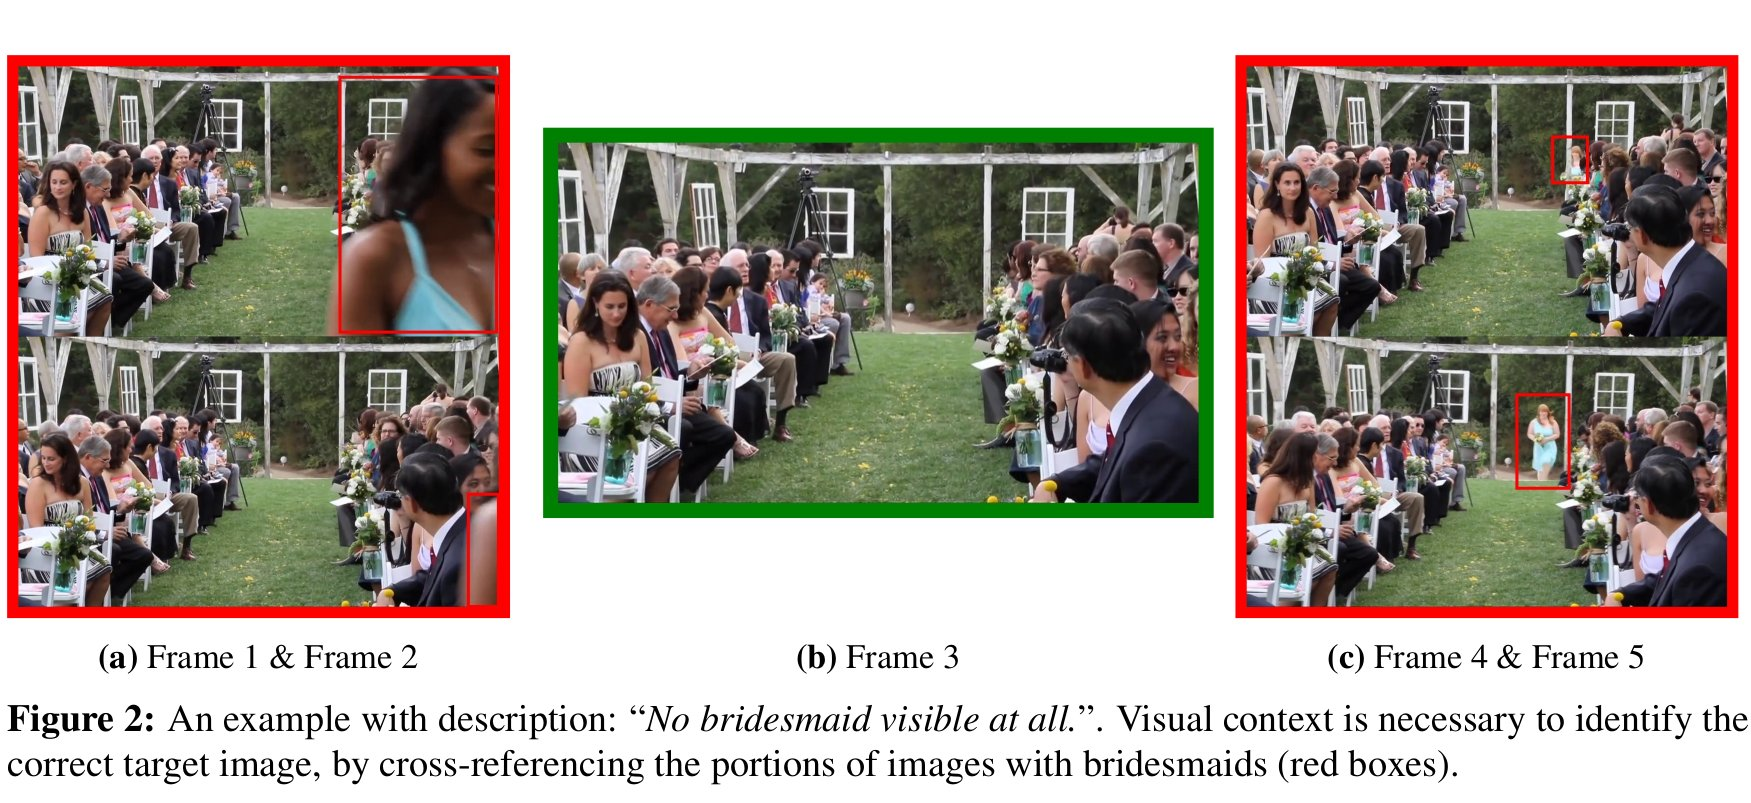 (a) Frame 1 & Frame 2
(b) Frame 3
(c) Frame 4 & Frame 5
Figure 2: An example with description: “No bridesmaid visible at all.”. Visual context is necessary to identify the
correct target image, by cross-referencing the portions of images with bridesmaids (red boxes).